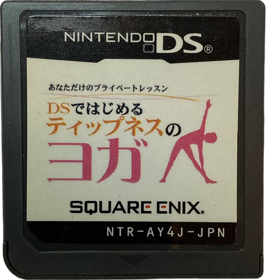 NINTENDO DS®
あなただけのプライベートレッスン
DSではじめる
ティップネスの
ヨガ
SQUARE ENIX®
NTR-AY4J-JPN